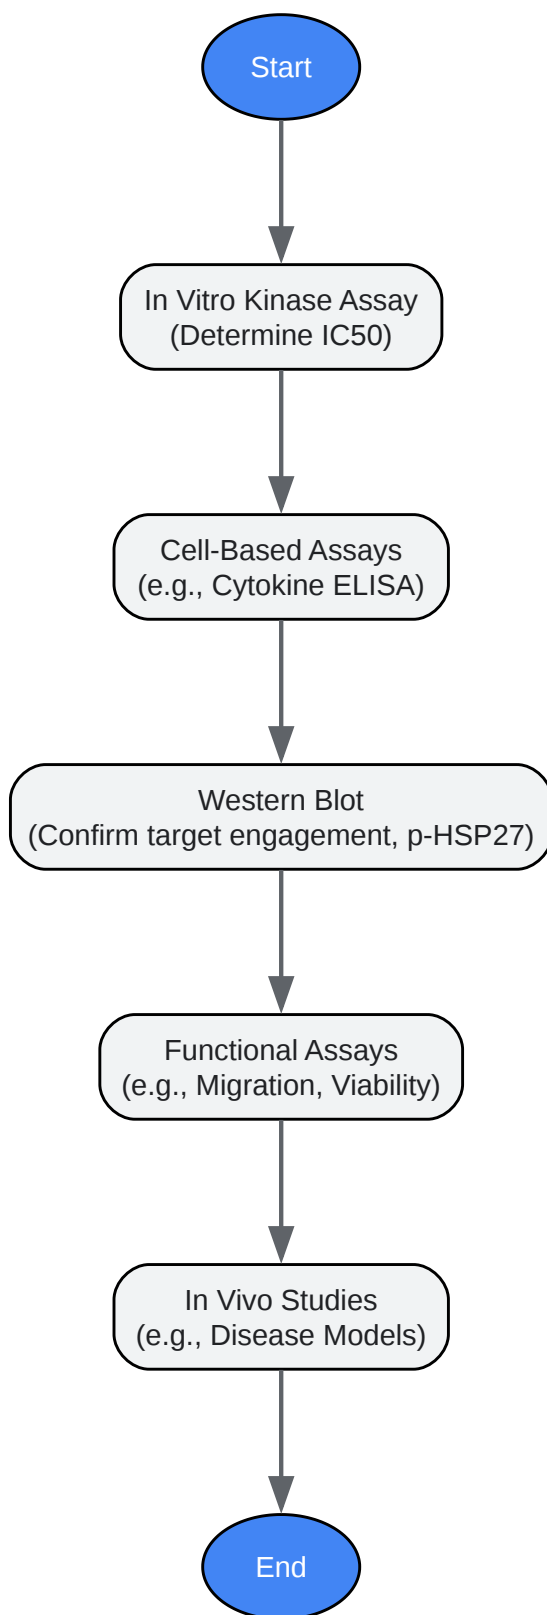 Start
In Vitro Kinase Assay
(Determine IC50)
Cell-Based Assays
(e.g., Cytokine ELISA)
Western Blot
(Confirm target engagement, p-HSP27)
Functional Assays
(e.g., Migration, Viability)
In Vivo Studies
(e.g., Disease Models)
End